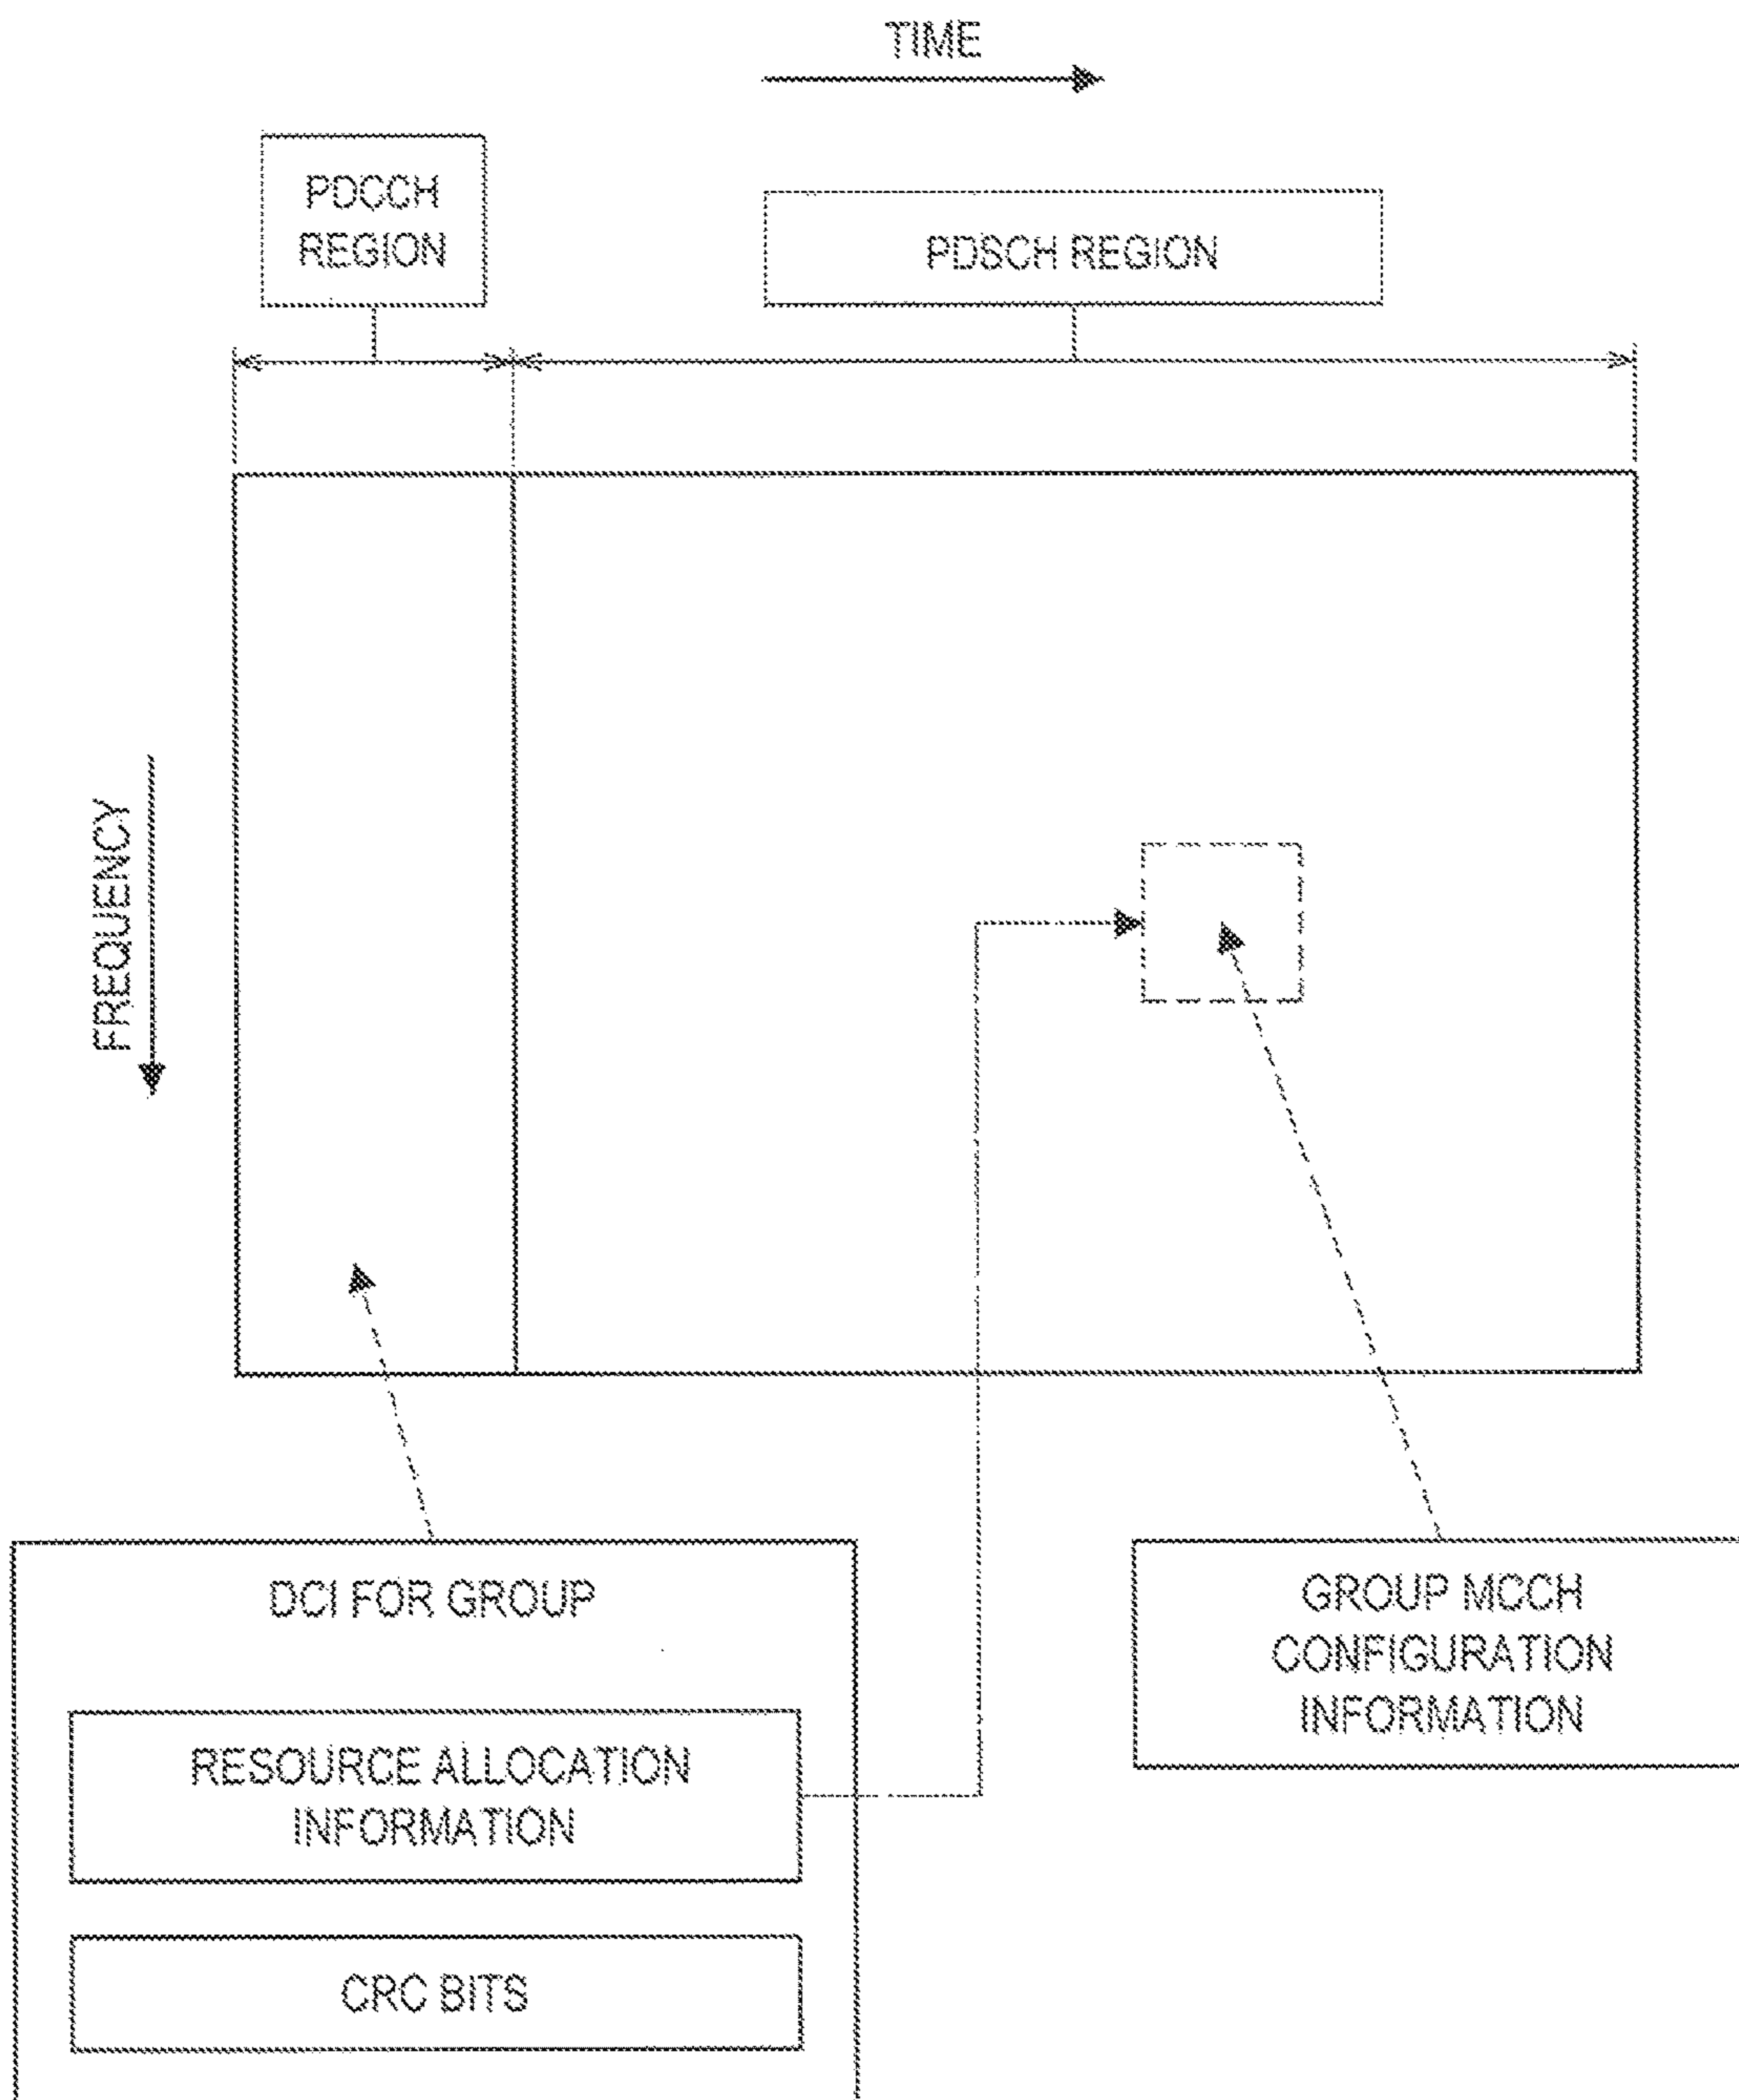 TIME
PDCCH
REGION
PDSCH REGION
FREQUENCY
DCI FOR GROUP
RESOURCE ALLOCATION
INFORMATION
CRC BITS
GROUP MCCH
CONFIGURATION
INFORMATION